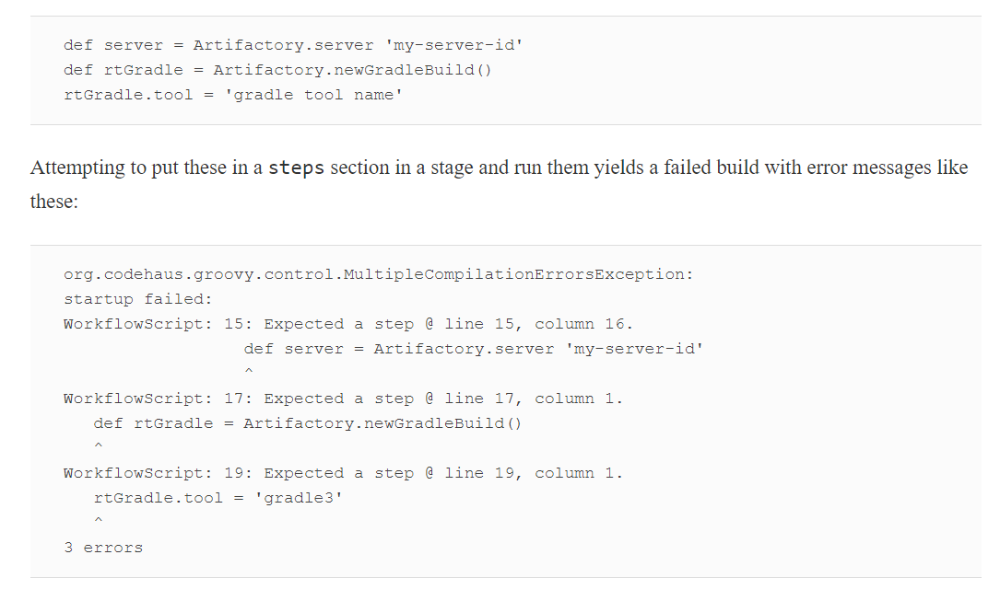 def server = Artifactory.server 'my-server-id'
def rtGradle = Artifactory.newGradleBuild()
rtGradle.tool = 'gradle tool name'
Attempting to put these in a steps section in a stage and run them yields a failed build with error messages like
these:
org.codehaus.groovy.control.MultipleCompilationErrorsException:
startup failed:
WorkflowScript: 15: Expected a step @ line 15, column 16.
def server = Artifactory.server 'my-server-id'
^
WorkflowScript: 17: Expected a step @ line 17, column 1.
def rtGradle = Artifactory.newGradleBuild()
^
WorkflowScript: 19: Expected a step @ line 19, column 1.
rtGradle.tool = 'gradle3'
^
3 errors